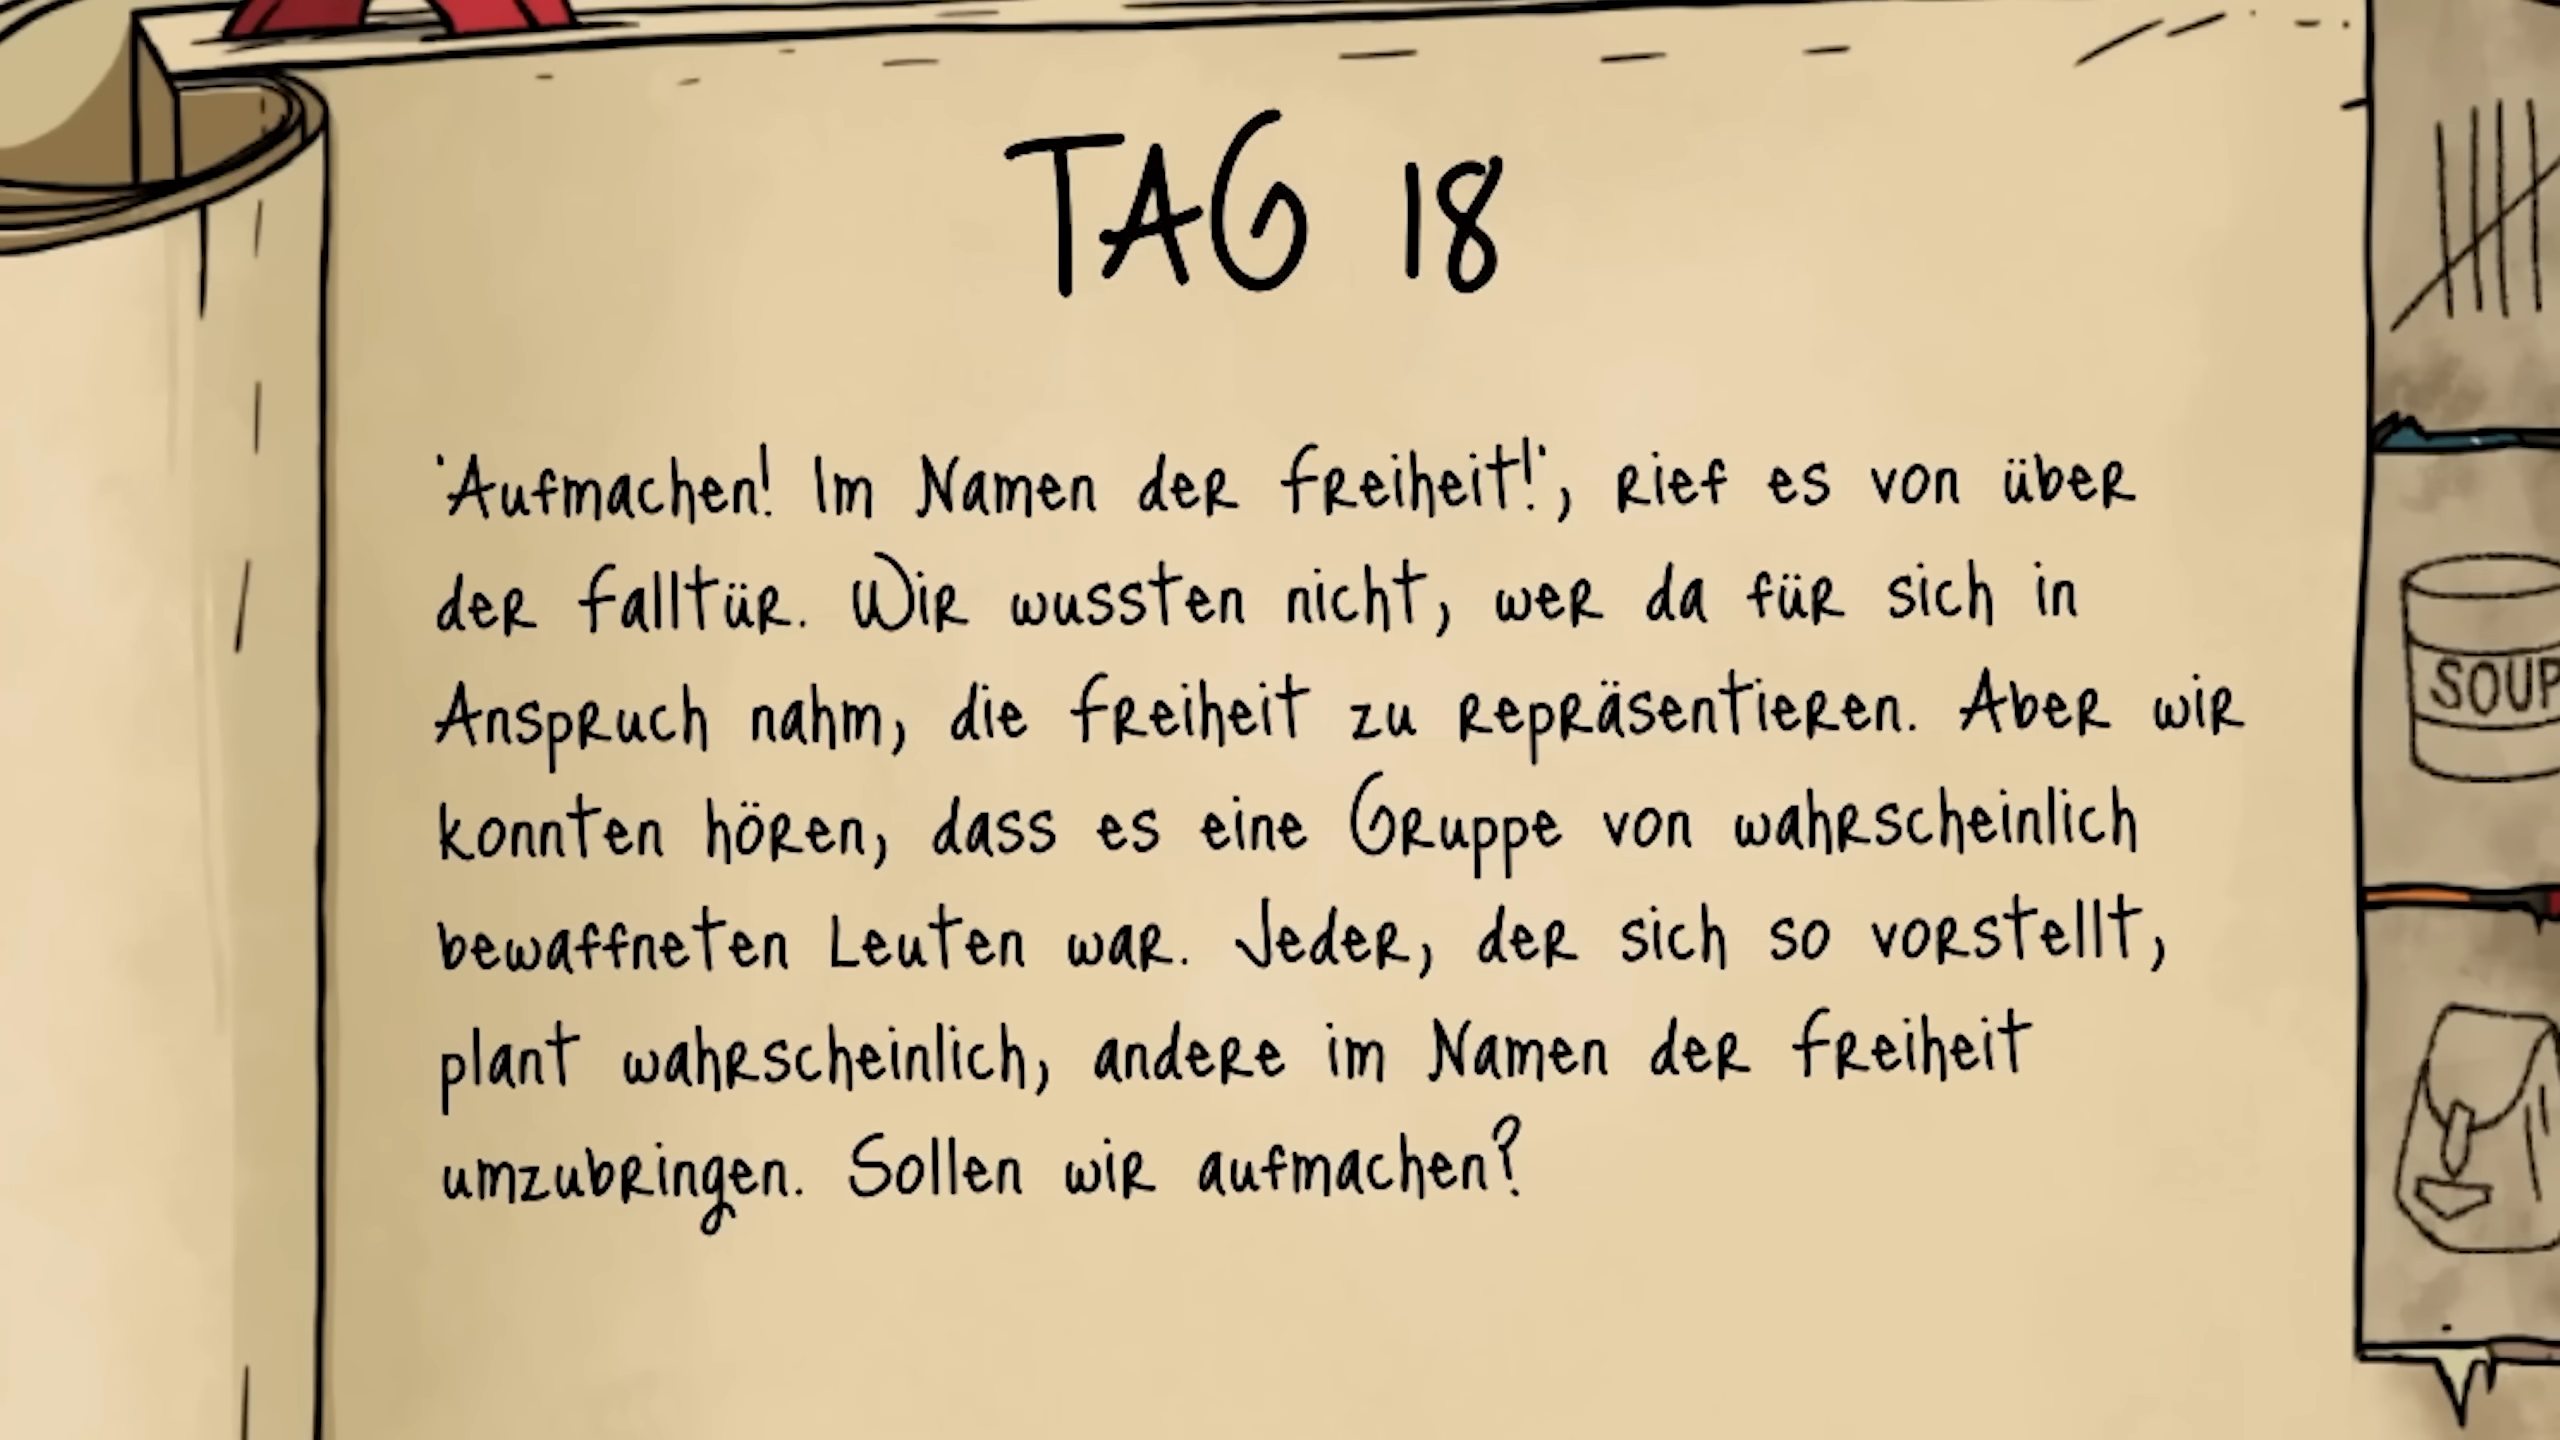 TAG 18
'Aufmachen! Im Namen der Freiheit!', rief es von über
der Falltür. Wir wussten nicht, wer da für sich in
Anspruch nahm, die Freiheit zu repräsentieren. Aber wir
konnten hören, dass es eine Gruppe von wahrscheinlich
bewaffneten Leuten war. Jeder, der sich so vorstellt,
plant wahrscheinlich, andere im Namen der Freiheit
umzubringen. Sollen wir aufmachen?
SOUP